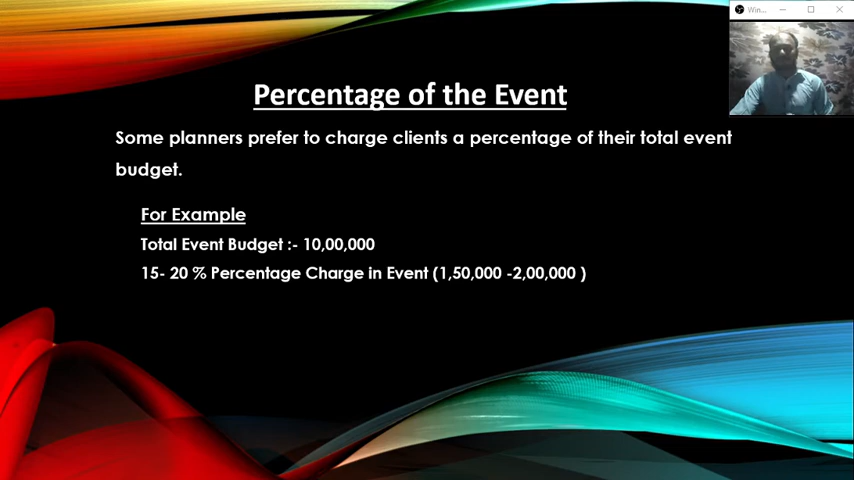 Win...
Percentage of the Event
Some planners prefer to charge clients a percentage of their total event
budget.
For Example
Total Event Budget :- 10,00,000
15- 20 % Percentage Charge in Event (1,50,000 -2,00,000 )